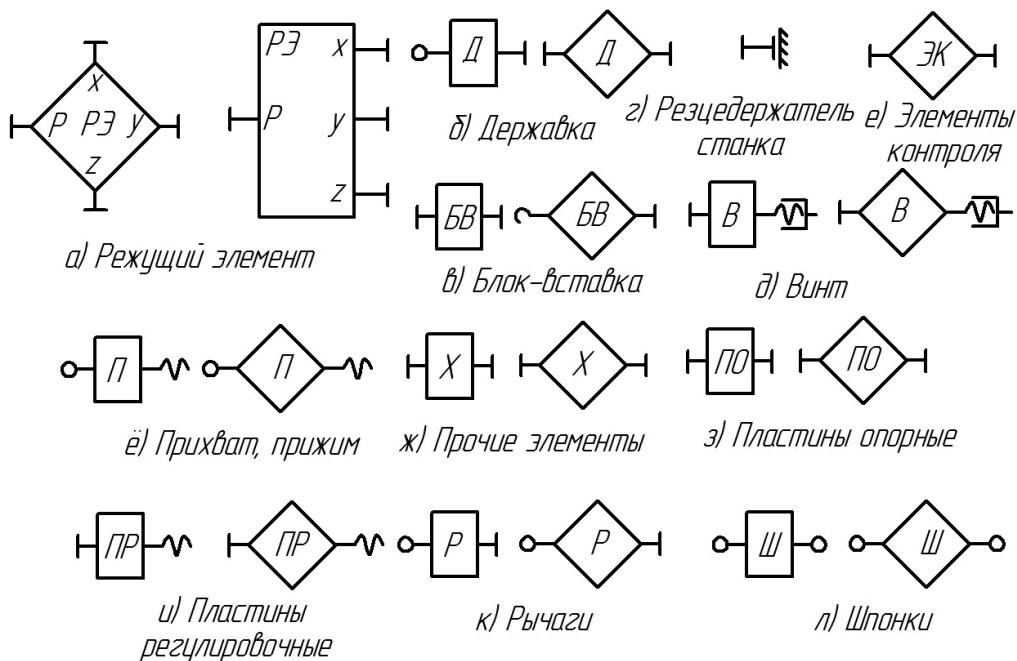 x
Р РЭ y
z
РЭ x
Р y
z
а) Режущий элемент
Д Д
б) Державка
г) Резцедержатель
станка
ЭК
е) Элементы
контроля
БВ БВ
в) Блок-вставка
В В
д) Винт
П П
ё) Прихват, прижим
Х Х
ж) Прочие элементы
ПО ПО
з) Пластины опорные
ПР ПР
и) Пластины
регулировочные
Р Р
к) Рычаги
Ш Ш
л) Шпонки